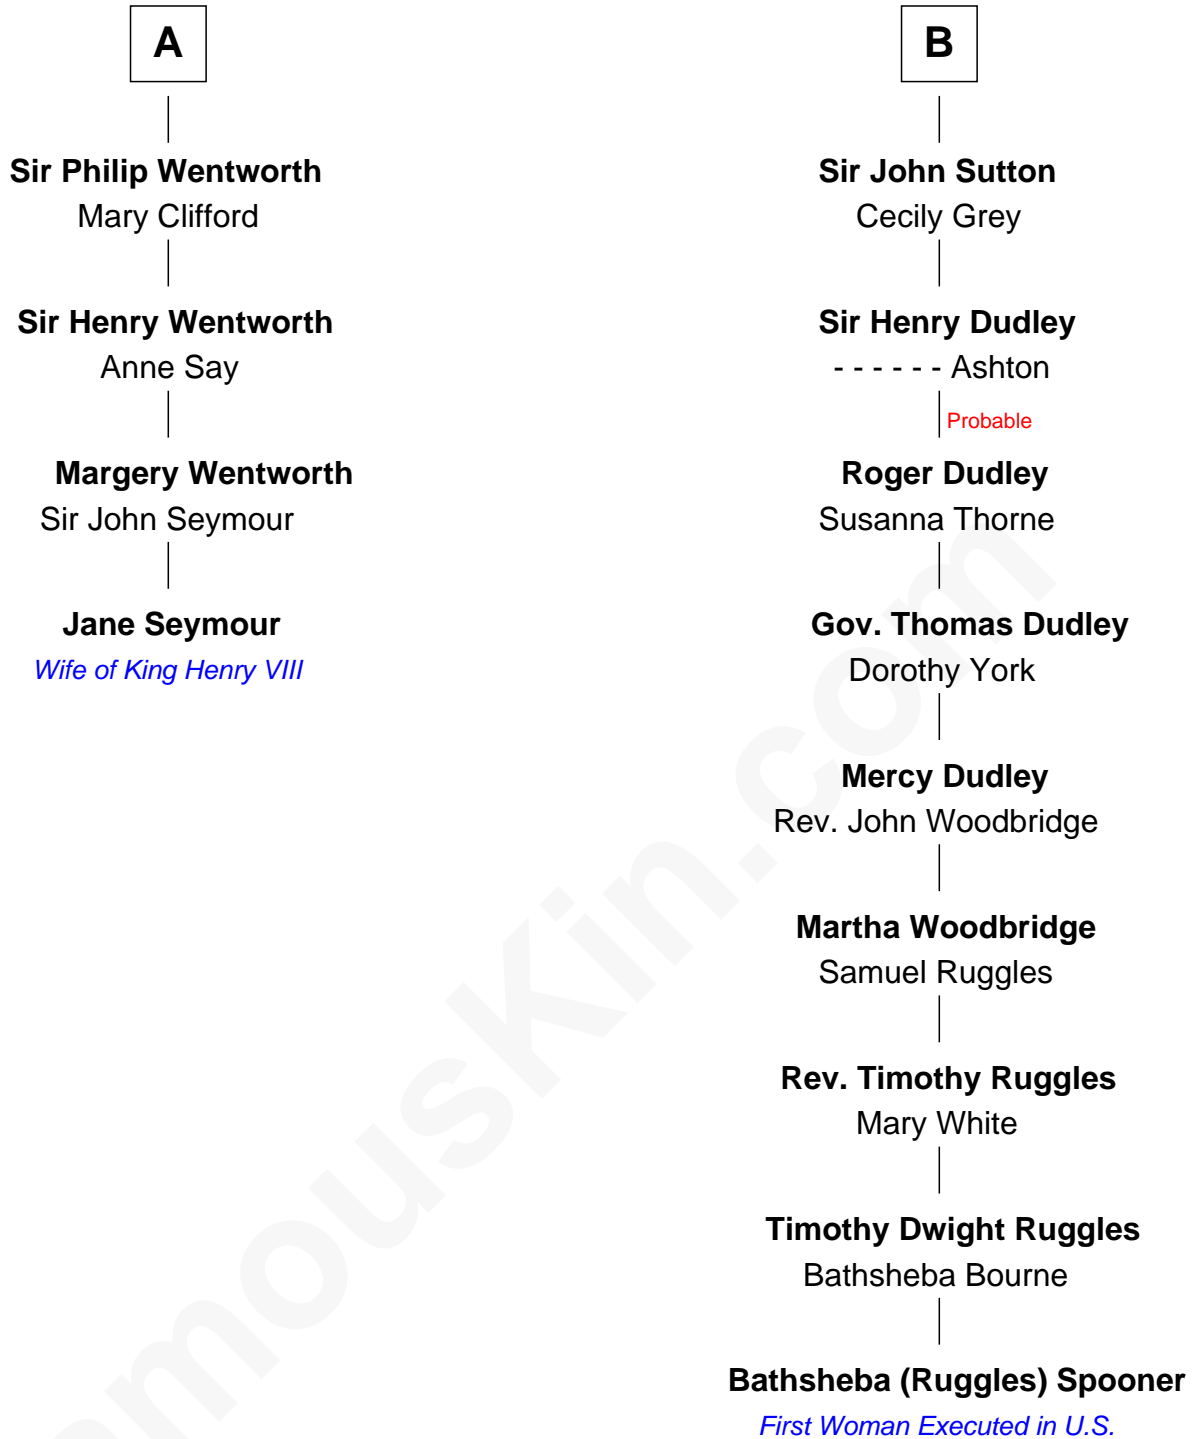 A
Sir Philip Wentworth
Mary Clifford
Sir Henry Wentworth
Anne Say
Margery Wentworth
Sir John Seymour
Jane Seymour
Wife of King Henry VIII
B
Sir John Sutton
Cecily Grey
Sir Henry Dudley
- - - - - - Ashton
Probable
Roger Dudley
Susanna Thorne
Gov. Thomas Dudley
Dorothy York
Mercy Dudley
Rev. John Woodbridge
Martha Woodbridge
Samuel Ruggles
Rev. Timothy Ruggles
Mary White
Timothy Dwight Ruggles
Bathsheba Bourne
Bathsheba (Ruggles) Spooner
First Woman Executed in U.S.
amousKin.com